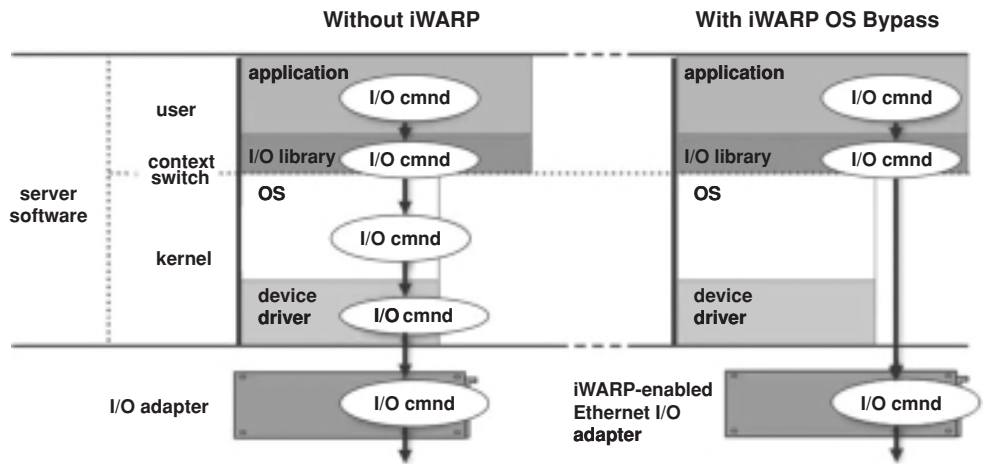 Without iWARP
With iWARP OS Bypass
application
I/O cmnd
user
I/O library
I/O cmnd
context
switch
OS
server
software
I/O cmnd
kernel
device
driver
I/O cmnd
I/O adapter
I/O cmnd
application
I/O cmnd
I/O library
I/O cmnd
OS
device
driver
iWARP-enabled
Ethernet I/O
adapter
I/O cmnd